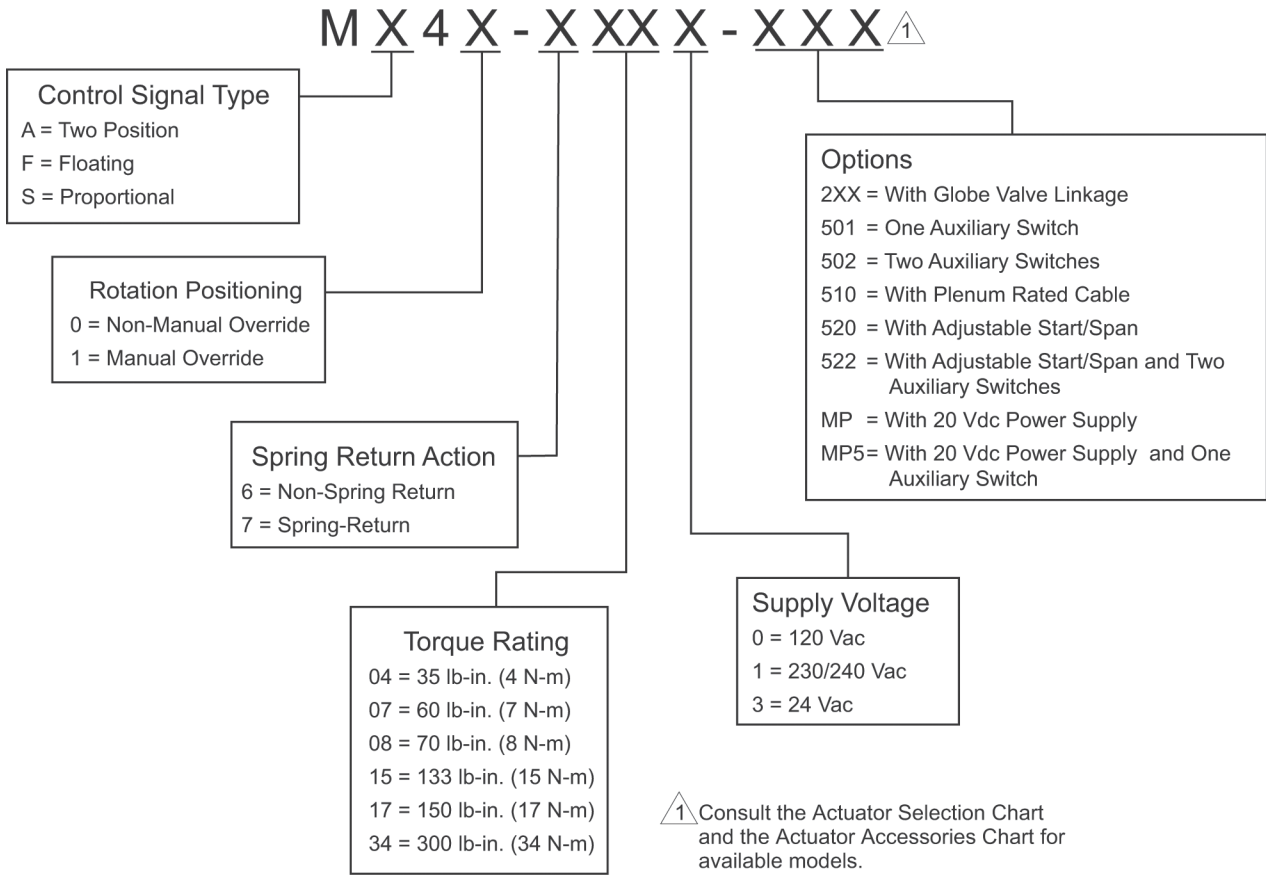 M X 4 X - X XX X - X X X 1
Control Signal Type
A = Two Position
F = Floating
S = Proportional
Rotation Positioning
0 = Non-Manual Override
1 = Manual Override
Spring Return Action
6 = Non-Spring Return
7 = Spring-Return
Torque Rating
04 = 35 lb-in. (4 N-m)
07 = 60 lb-in. (7 N-m)
08 = 70 lb-in. (8 N-m)
15 = 133 lb-in. (15 N-m)
17 = 150 lb-in. (17 N-m)
34 = 300 lb-in. (34 N-m)
Supply Voltage
0 = 120 Vac
1 = 230/240 Vac
3 = 24 Vac
Options
2XX = With Globe Valve Linkage
501 = One Auxiliary Switch
502 = Two Auxiliary Switches
510 = With Plenum Rated Cable
520 = With Adjustable Start/Span
522 = With Adjustable Start/Span and Two
Auxiliary Switches
MP = With 20 Vdc Power Supply
MP5= With 20 Vdc Power Supply and One
Auxiliary Switch
1 Consult the Actuator Selection Chart
and the Actuator Accessories Chart for
available models.